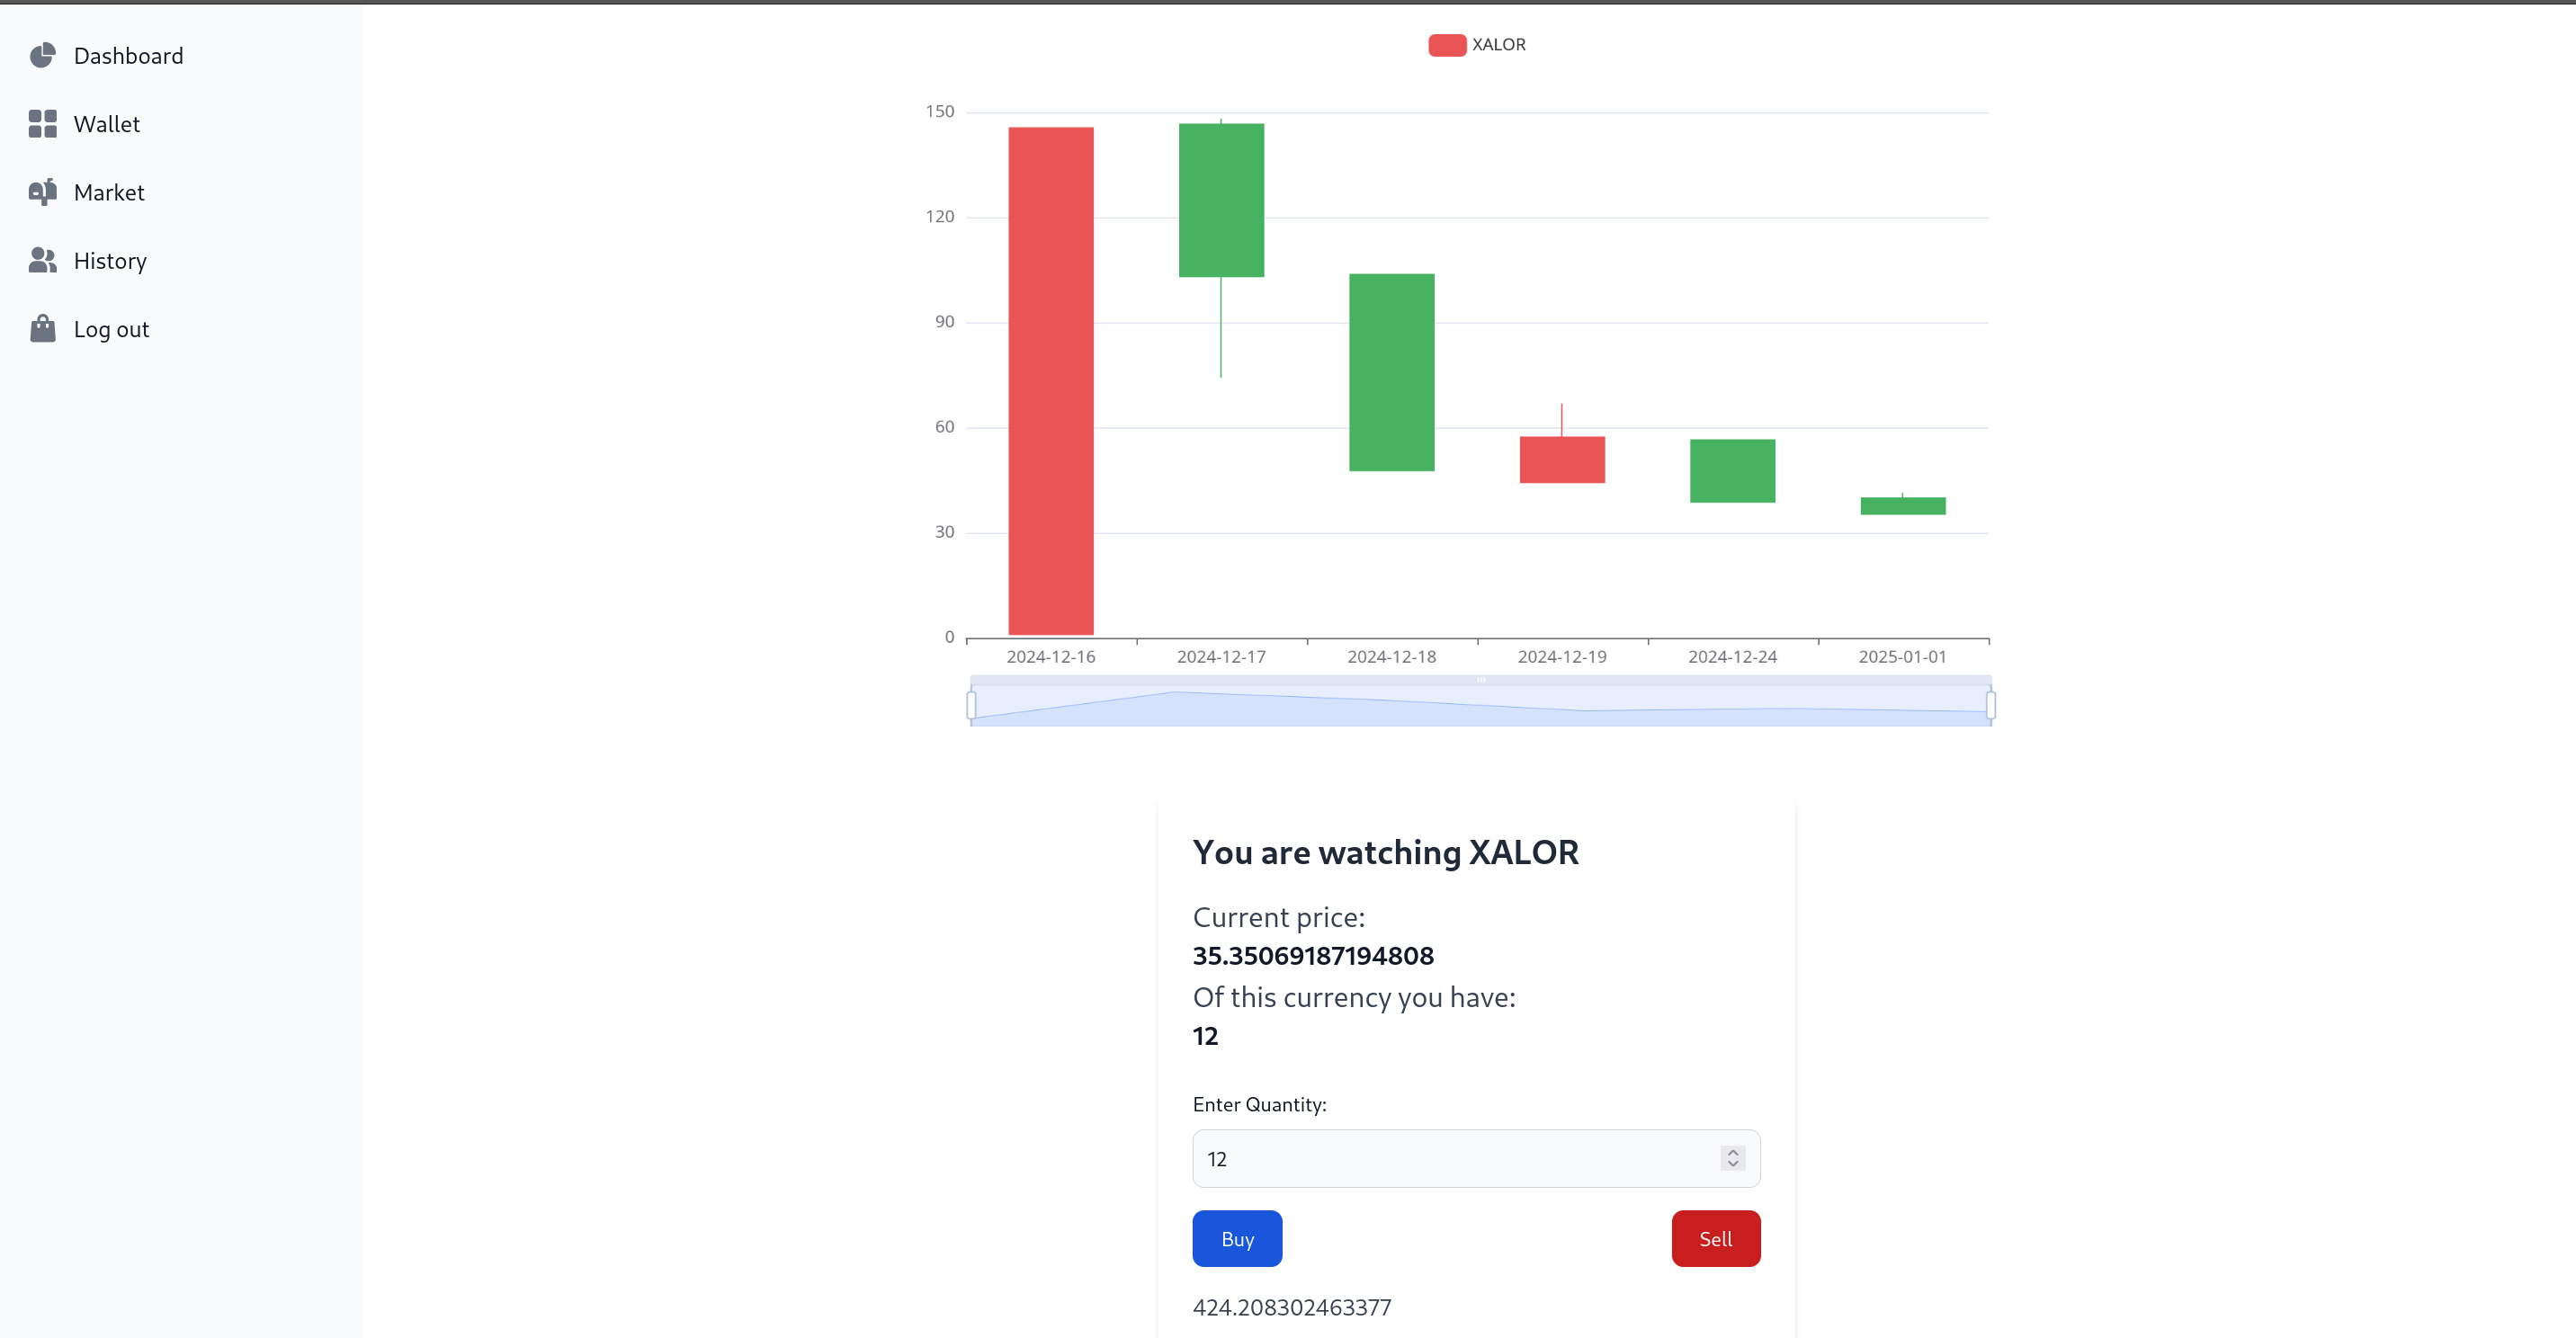 Dashboard
Wallet
Market
History
Log out
XALOR
150
120
90
60
30
0
2024-12-16 2024-12-17 2024-12-18 2024-12-19 2024-12-24 2025-01-01
You are watching XALOR
Current price:
35.35069187194808
Of this currency you have:
12
Enter Quantity:
12
Buy Sell
424.208302463377